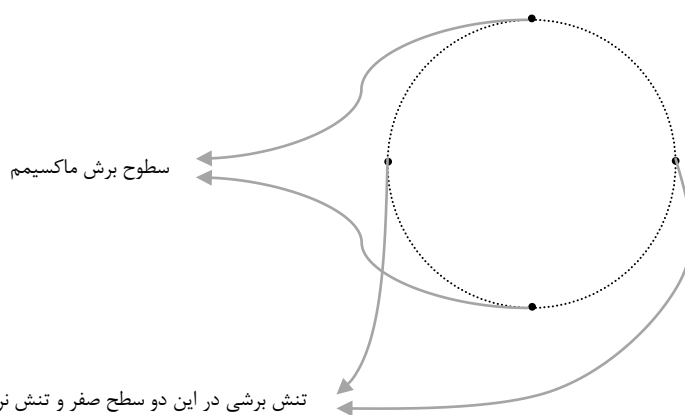 سطوح برش ماکسیمم
تنش برشی در این دو سطح صفر و تنش